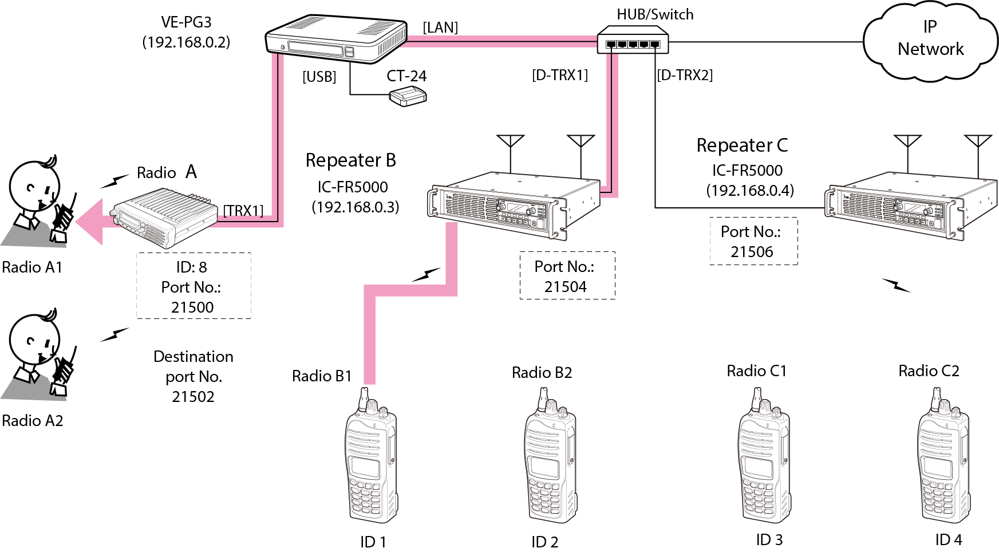 VE-PG3
(192.168.0.2)
[LAN]
HUB/Switch
IP
Network
[USB]
CT-24
[D-TRX1]
[D-TRX2]
Repeater B
IC-FR5000
(192.168.0.3)
Repeater C
IC-FR5000
(192.168.0.4)
Radio A
[TRX1]
ICOM
ICOM
Port No.:
21506
Radio A1
ID: 8
Port No.:
21500
Port No.:
21504
Destination
port No.
21502
Radio A2
Radio B1
Radio B2
Radio C1
Radio C2
ID 1
ID 2
ID 3
ID 4